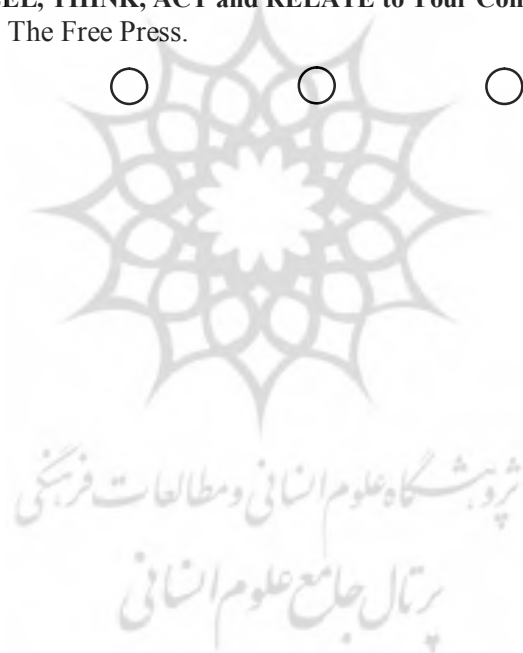 EEL, THINK, ACT and RELATE to Your Con
The Free Press.
پژوهشگاه علوم انسانی و مطالعات فرهنگی
پرتال جامع علوم انسانی